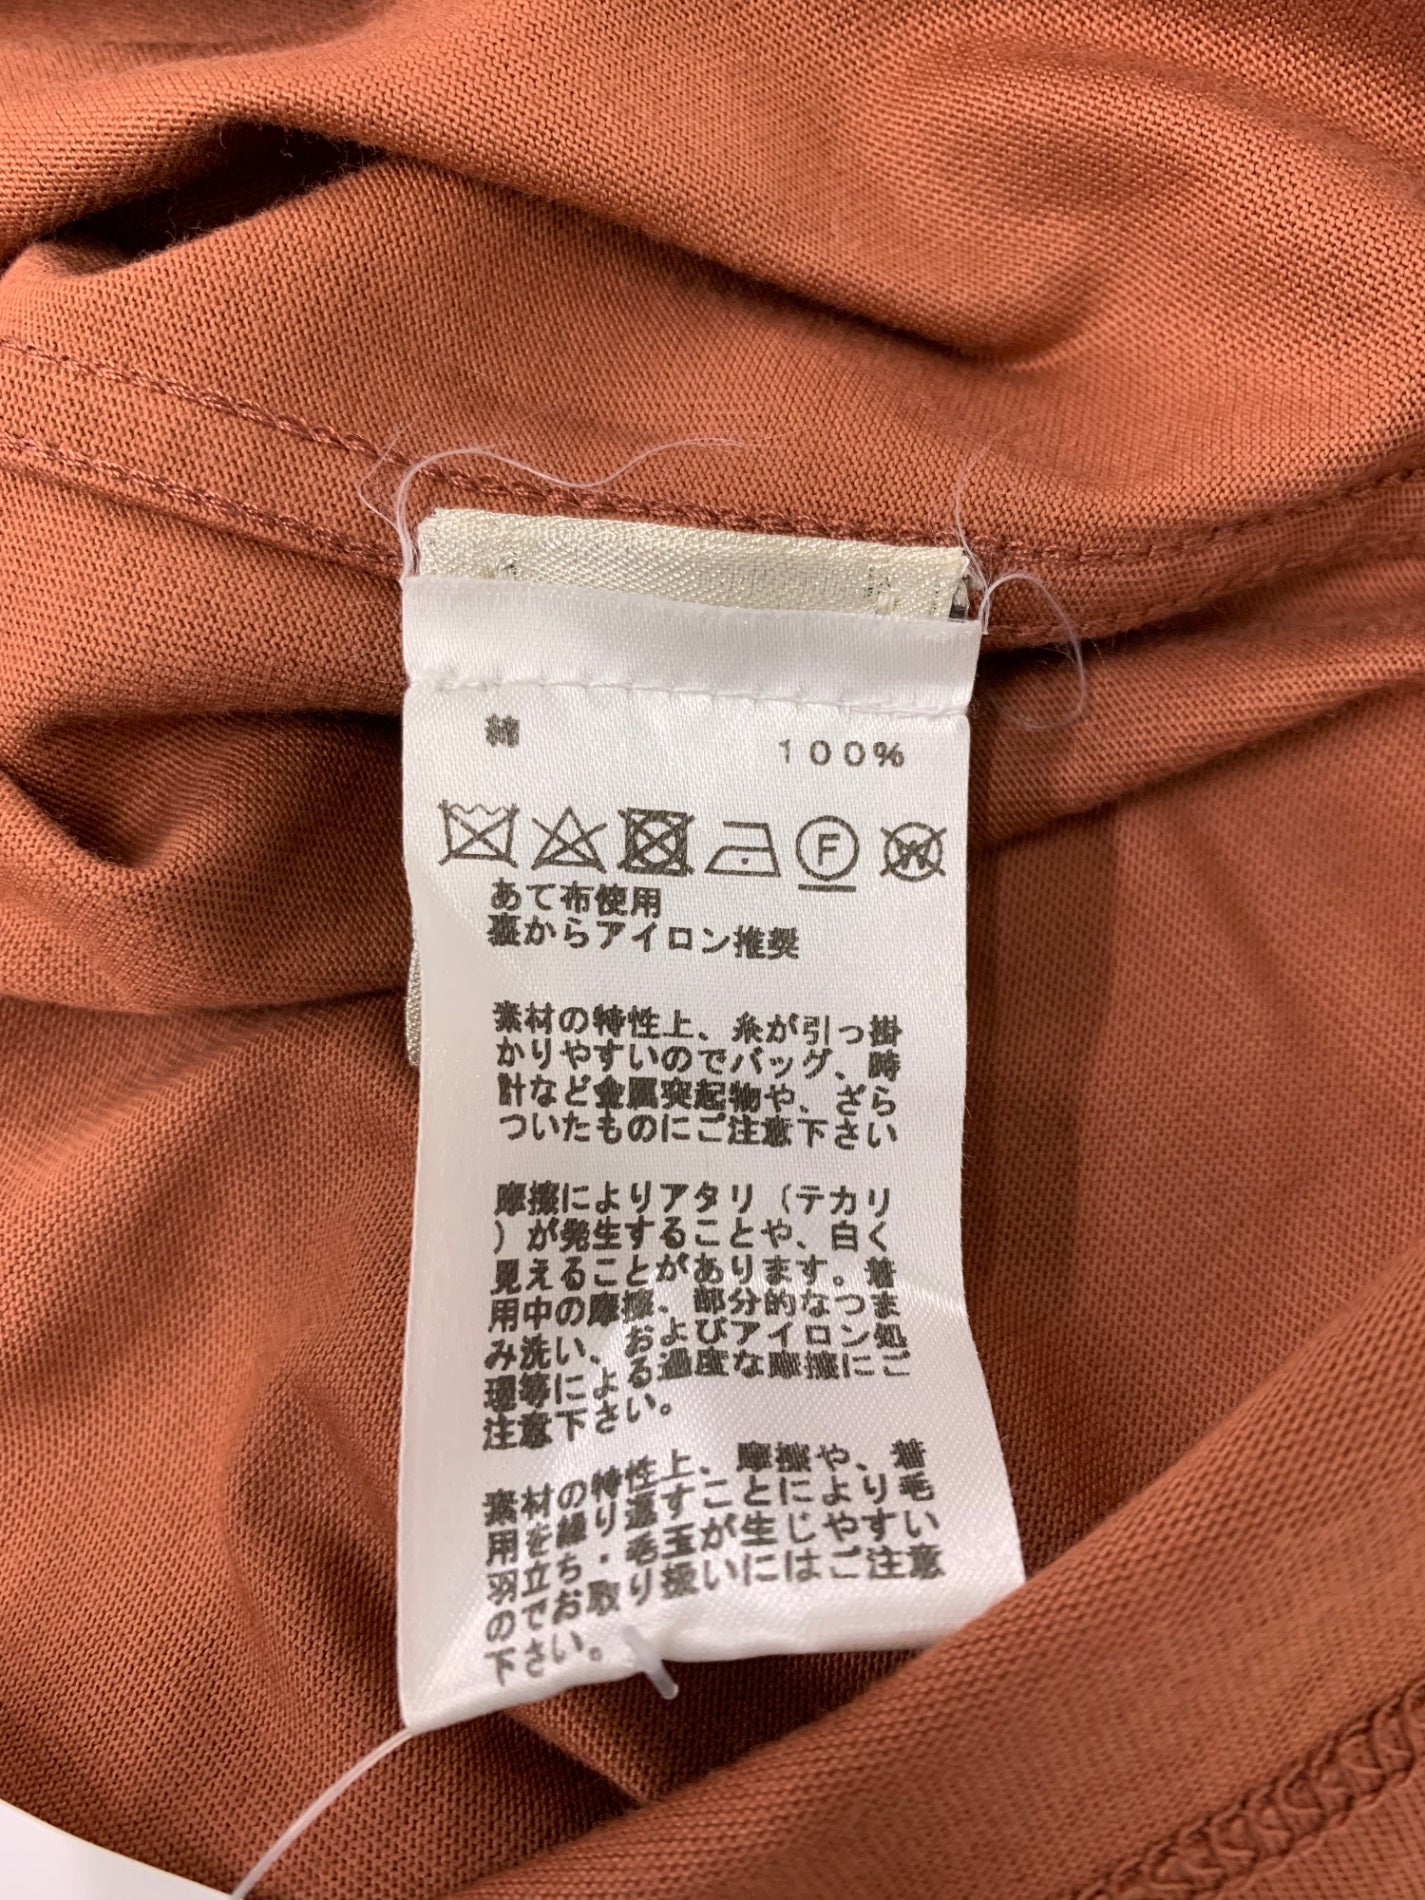 綿 100%
F W
あて布使用
裏からアイロン推奨
素材の特性上、糸が引っ掛
かりやすいのでバッグ、時
計など金属突起物や、ざら
ついたものにご注意下さい
摩擦によりアタリ(テカリ
)が発生することや、白く
見えることがあります。着
用中の摩擦、部分的なつま
み洗い、およびアイロン処
理等による過度な摩擦にご
注意下さい。
素材の特性上、摩擦や、着
用を繰り返すことにより毛
羽立ち・毛玉が生じやすい
のでお取り扱いにはご注意
下さい。